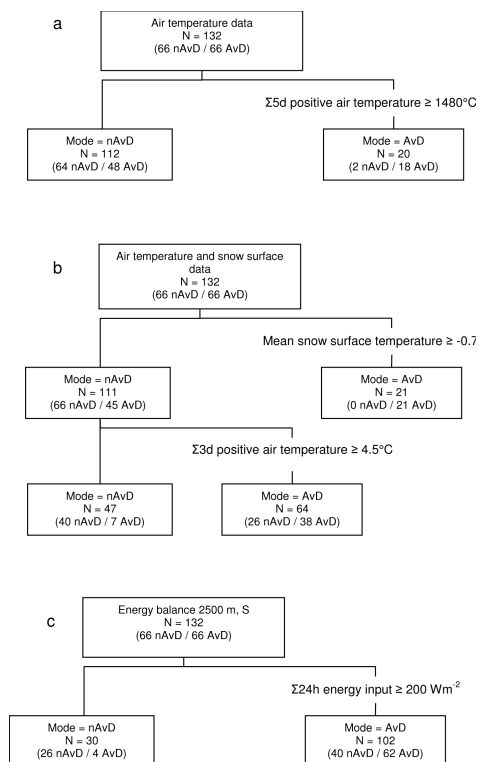 a
Air temperature data
N = 132
(66 nAvD / 66 AvD)
Σ5d positive air temperature ≥ 1480°C
Mode = nAvD
N = 112
(64 nAvD / 48 AvD)
Mode = AvD
N = 20
(2 nAvD / 18 AvD)
b
Air temperature and snow surface
data
N = 132
(66 nAvD / 66 AvD)
Mean snow surface temperature ≥ -0.7
Mode = nAvD
N = 111
(66 nAvD / 45 AvD)
Mode = AvD
N = 21
(0 nAvD / 21 AvD)
Σ3d positive air temperature ≥ 4.5°C
Mode = nAvD
N = 47
(40 nAvD / 7 AvD)
Mode = AvD
N = 64
(26 nAvD / 38 AvD)
c
Energy balance 2500 m, S
N = 132
(66 nAvD / 66 AvD)
Σ24h energy input ≥ 200 Wm⁻²
Mode = nAvD
N = 30
(26 nAvD / 4 AvD)
Mode = AvD
N = 102
(40 nAvD / 62 AvD)